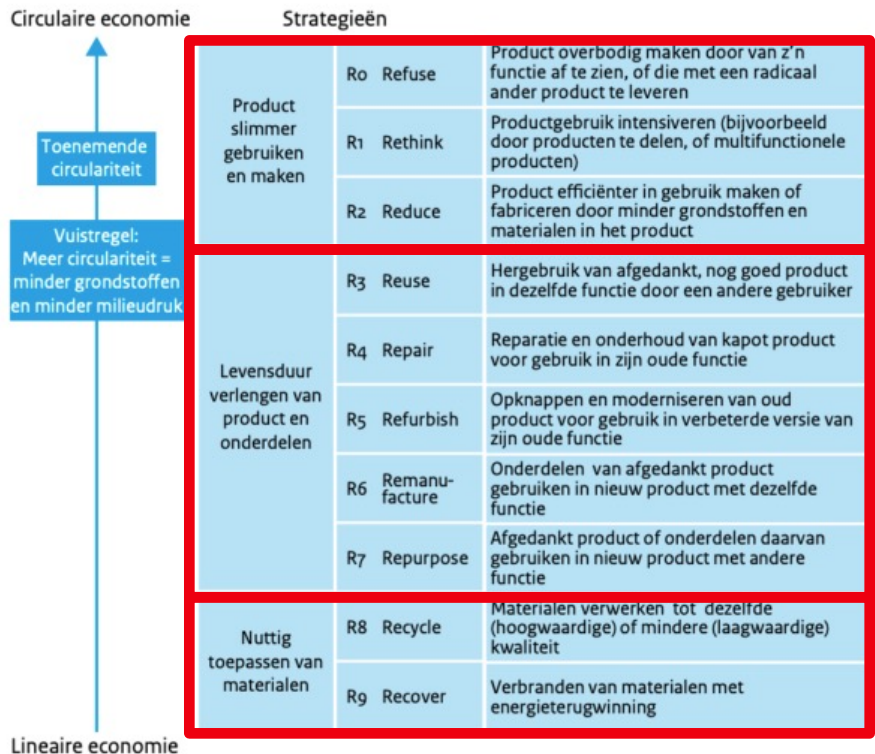 Circulaire economie
Strategieën
Toenemende
circulariteit
Vuistregel:
Meer circulariteit =
minder grondstoffen
en minder milieudruk
Lineaire economie
Product
slimmer
gebruiken
en maken
R0 Refuse
Product overbodig maken door van z'n
functie af te zien, of die met een radicaal
ander product te leveren
R1 Rethink
Productgebruik intensiveren (bijvoorbeeld
door producten te delen, of multifunctionele
producten)
R2 Reduce
Product efficiënter in gebruik maken of
fabriceren door minder grondstoffen en
materialen in het product
Levensduur
verlengen van
product en
onderdelen
R3 Reuse
Hergebruik van afgedankt, nog goed product
in dezelfde functie door een andere gebruiker
R4 Repair
Reparatie en onderhoud van kapot product
voor gebruik in zijn oude functie
R5 Refurbish
Opknappen en moderniseren van oud
product voor gebruik in verbeterde versie van
zijn oude functie
R6 Remanu-
facture
Onderdelen van afgedankt product
gebruiken in nieuw product met dezelfde
functie
R7 Repurpose
Afgedankt product of onderdelen daarvan
gebruiken in nieuw product met andere
functie
Nuttig
toepassen van
materialen
R8 Recycle
Materialen verwerken tot dezelfde
(hoogwaardige) of mindere (laagwaardige)
kwaliteit
R9 Recover
Verbranden van materialen met
energieterugwinning